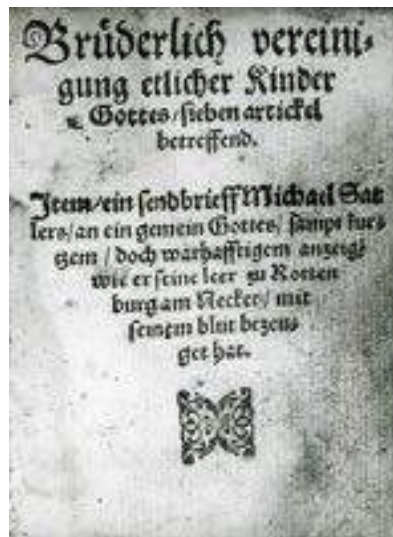 Brüderlich vereini⸗
gung etlicher Kinder
Gottes / sieben artickel
betreffend.
Item / ein sendbrieff Michael Sat
lers / an ein gemein Gottes / sampt kur⸗
tzem / doch warhafftigem anzeig /
wie er seine leer zu Rotten
burg am Necker / mit
seinem blut bezeu⸗
get hat.